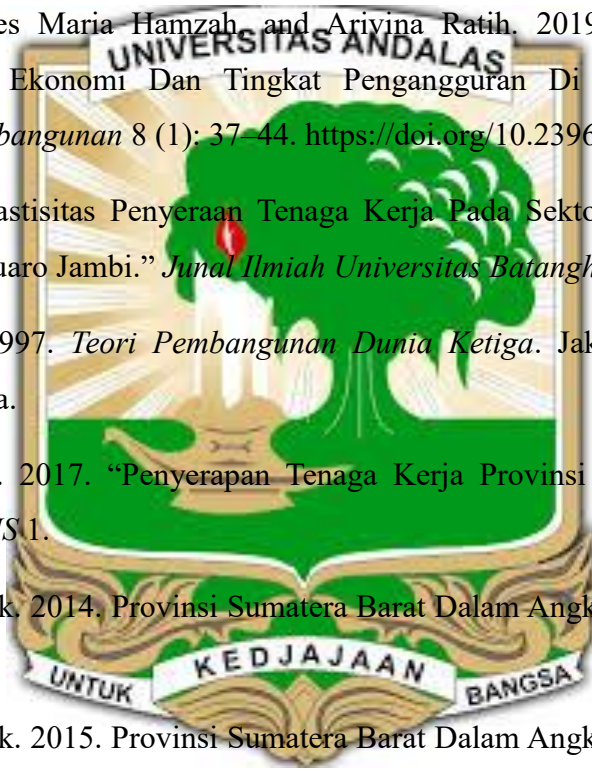 es Maria Hamzah, and Arivina Ratih. 2019
UNIVERSITAS ANDALAS
Ekonomi Dan Tingkat Pengangguran Di
bangunan 8 (1): 37–44. https://doi.org/10.2396
astisitas Penyeraan Tenaga Kerja Pada Sekto
uaro Jambi.” Junal Ilmiah Universitas Batangh
997. Teori Pembangunan Dunia Ketiga. Jak
a.
. 2017. “Penyerapan Tenaga Kerja Provinsi
IS 1.
k. 2014. Provinsi Sumatera Barat Dalam Angk
UNTUK KEDJAJAAN BANGSA
k. 2015. Provinsi Sumatera Barat Dalam Angk